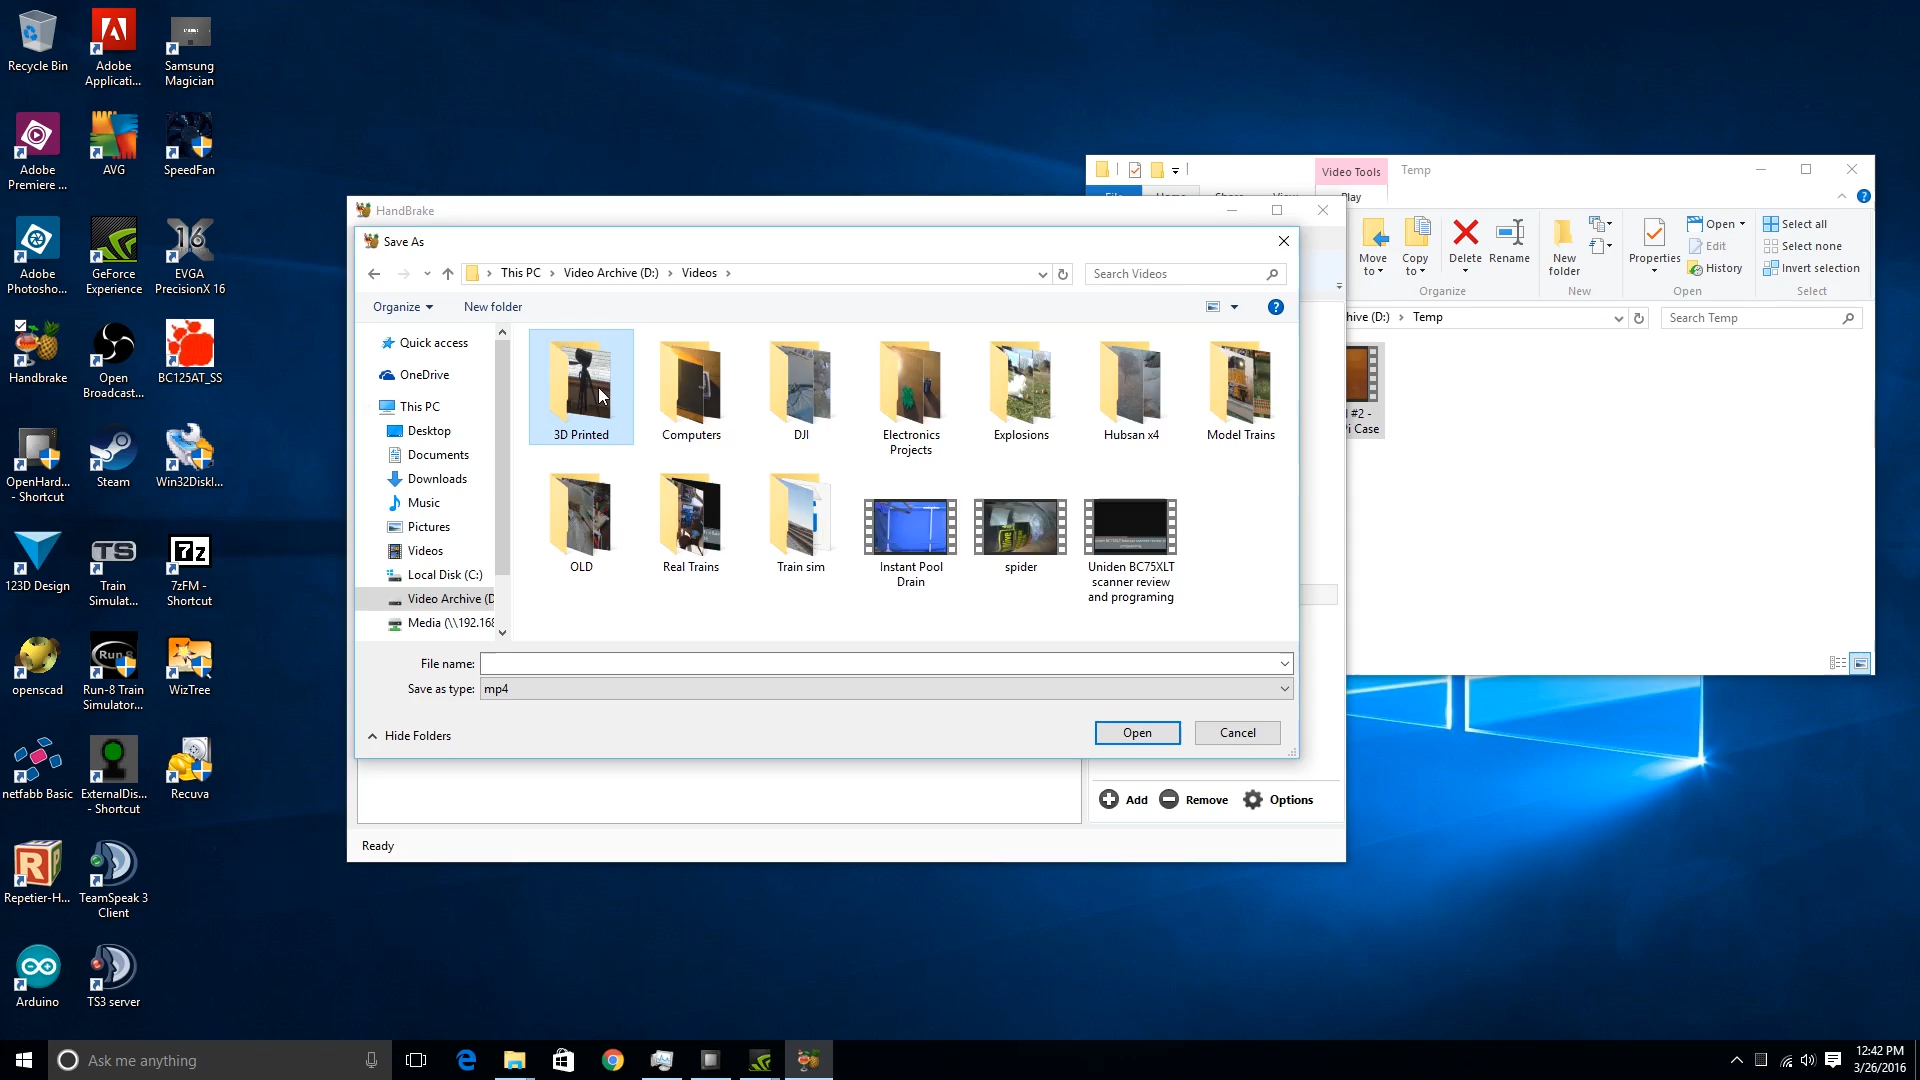 Recycle Bin
Adobe
Applicati...
Samsung
Magician
Adobe
Premiere ...
AVG
SpeedFan
Adobe
Photosho...
GeForce
Experience
EVGA
PrecisionX 16
Handbrake
Open
Broadcast...
BC125AT_SS
OpenHard...
- Shortcut
Steam
Win32DiskI...
123D Design
Train
Simulat...
7zFM -
Shortcut
openscad
Run-8 Train
Simulator...
WizTree
netfabb Basic
ExternalDis...
- Shortcut
Recuva
Repetier-H...
TeamSpeak 3
Client
Arduino
TS3 server
HandBrake
Save As
This PC > Video Archive (D:) > Videos >
Search Videos
Organize
New folder
Quick access
OneDrive
This PC
Desktop
Documents
Downloads
Music
Pictures
Videos
Local Disk (C:)
Video Archive (D
Media (\\192.168
3D Printed
Computers
DJI
Electronics
Projects
Explosions
Hubsan x4
Model Trains
OLD
Real Trains
Train sim
Instant Pool
Drain
spider
Uniden BC75XLT
scanner review
and programing
File name:
Save as type: mp4
Hide Folders
Open
Cancel
Add
Remove
Options
Ready
Video Tools
Temp
Play
Move
to
Copy
to
Delete
Rename
New
folder
Properties
Open
Edit
History
Select all
Select none
Invert selection
Organize
New
Open
Select
hive (D:) > Temp
Search Temp
l #2 -
Pi Case
Ask me anything
12:42 PM
3/26/2016